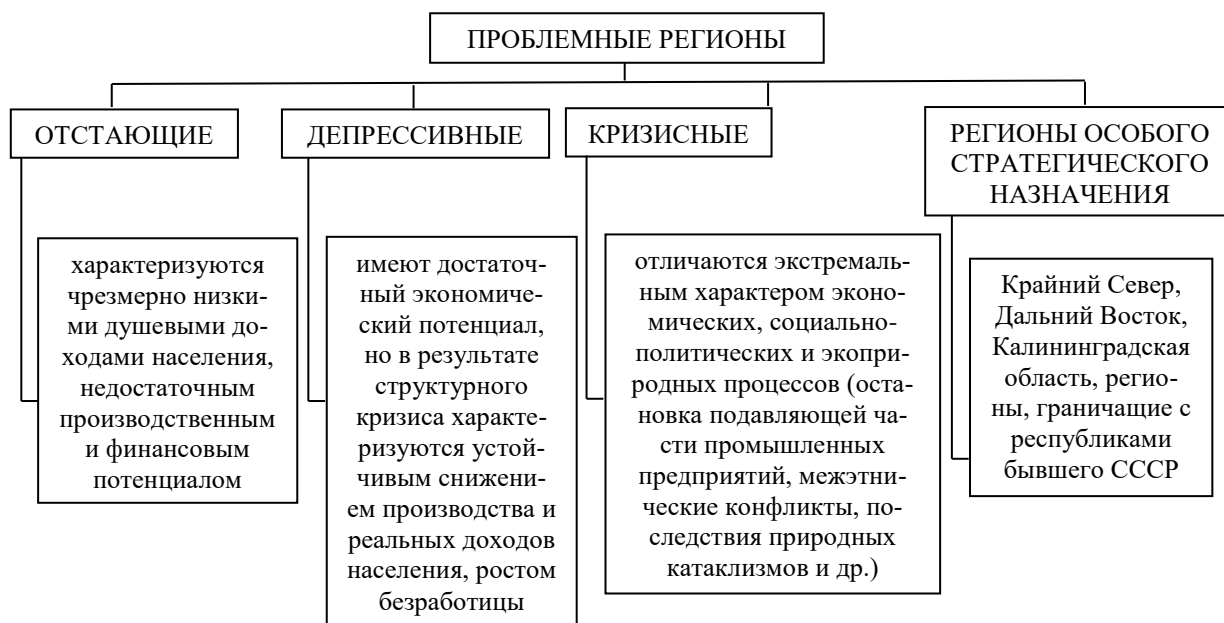 ПРОБЛЕМНЫЕ РЕГИОНЫ
ОТСТАЮЩИЕ
ДЕПРЕССИВНЫЕ
КРИЗИСНЫЕ
РЕГИОНЫ ОСОБОГО
СТРАТЕГИЧЕСКОГО
НАЗНАЧЕНИЯ
характеризуются
чрезмерно низки-
ми душевыми до-
ходами населения,
недостаточным
производственным
и финансовым
потенциалом
имеют достаточ-
ный экономиче-
ский потенциал,
но в результате
структурного
кризиса характе-
ризуются устой-
чивым снижени-
ем производства и
реальных доходов
населения, ростом
безработицы
отличаются экстремаль-
ным характером эконо-
мических, социально-
политических и экопри-
родных процессов (оста-
новка подавляющей ча-
сти промышленных
предприятий, межэтни-
ческие конфликты, по-
следствия природных
катаклизмов и др.)
Крайний Север,
Дальний Восток,
Калининградская
область, регио-
ны, граничащие с
республиками
бывшего СССР